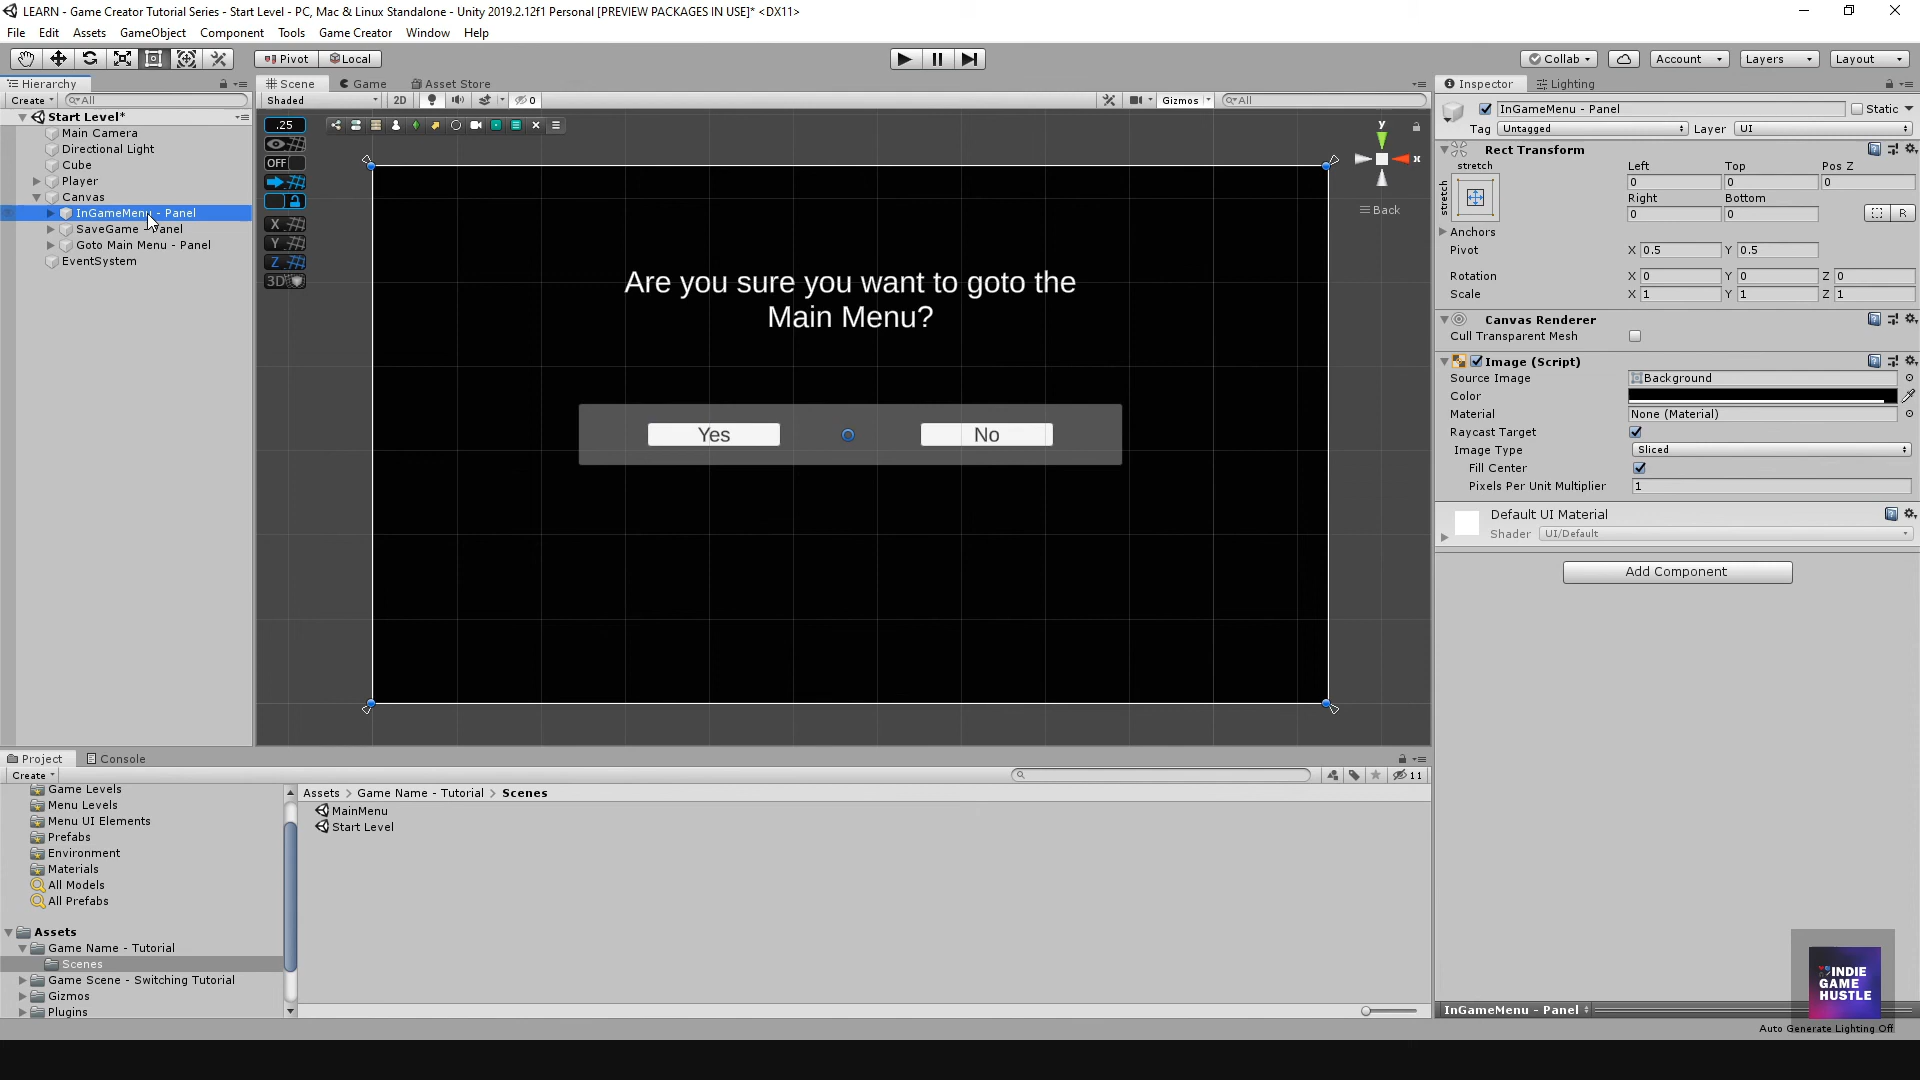 LEARN - Game Creator Tutorial Series - Start Level - PC, Mac & Linux Standalone - Unity 2019.2.12f1 Personal [PREVIEW PACKAGES IN USE]* <DX11>
File Edit Assets GameObject Component Tools Game Creator Window Help
Pivot Local Collab Account Layers Layout
Hierarchy
Create All
Start Level*
Main Camera
Directional Light
Cube
Player
Canvas
InGameMenu - Panel
SaveGame - Panel
Goto Main Menu - Panel
EventSystem
Scene Game Asset Store
Shaded 2D 0 Gizmos All
.25
OFF
X
Y
Z
3D
y
x
Back
Are you sure you want to goto the
Main Menu?
Yes No
Inspector Lighting
InGameMenu - Panel Static
Tag Untagged Layer UI
Rect Transform
stretch Left Top Pos Z
stretch 0 0 0
Right Bottom
0 0 R
Anchors
Pivot X 0.5 Y 0.5
Rotation X 0 Y 0 Z 0
Scale X 1 Y 1 Z 1
Canvas Renderer
Cull Transparent Mesh
Image (Script)
Source Image Background
Color
Material None (Material)
Raycast Target
Image Type Sliced
Fill Center
Pixels Per Unit Multiplier 1
Default UI Material
Shader UI/Default
Add Component
Project Console
Create 11
Game Levels
Menu Levels
Menu UI Elements
Prefabs
Environment
Materials
All Models
All Prefabs
Assets
Game Name - Tutorial
Scenes
Game Scene - Switching Tutorial
Gizmos
Plugins
Assets > Game Name - Tutorial > Scenes
MainMenu
Start Level
INDIE
GAME
HUSTLE
InGameMenu - Panel
Auto Generate Lighting Off